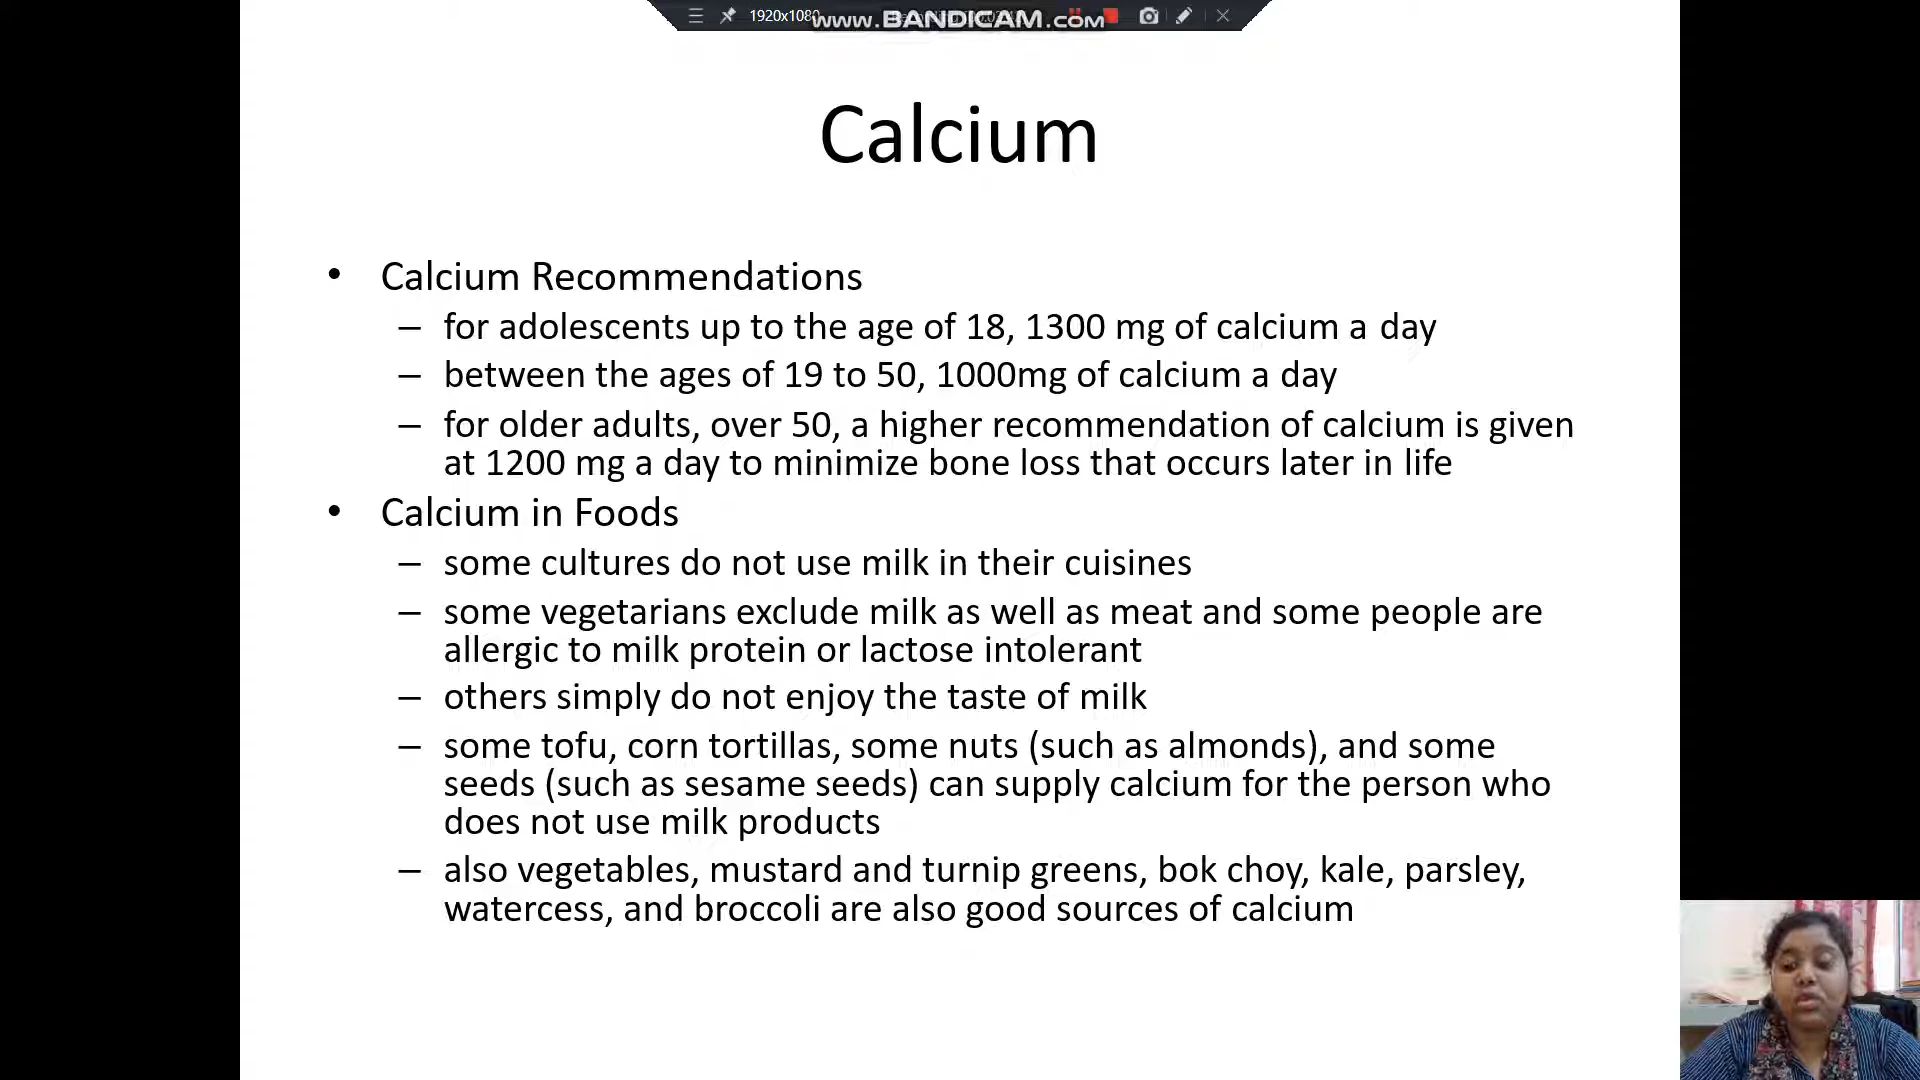 1920x1080
www.BANDICAM.com
Calcium
• Calcium Recommendations
– for adolescents up to the age of 18, 1300 mg of calcium a day
– between the ages of 19 to 50, 1000mg of calcium a day
– for older adults, over 50, a higher recommendation of calcium is given
at 1200 mg a day to minimize bone loss that occurs later in life
• Calcium in Foods
– some cultures do not use milk in their cuisines
– some vegetarians exclude milk as well as meat and some people are
allergic to milk protein or lactose intolerant
– others simply do not enjoy the taste of milk
– some tofu, corn tortillas, some nuts (such as almonds), and some
seeds (such as sesame seeds) can supply calcium for the person who
does not use milk products
– also vegetables, mustard and turnip greens, bok choy, kale, parsley,
watercess, and broccoli are also good sources of calcium